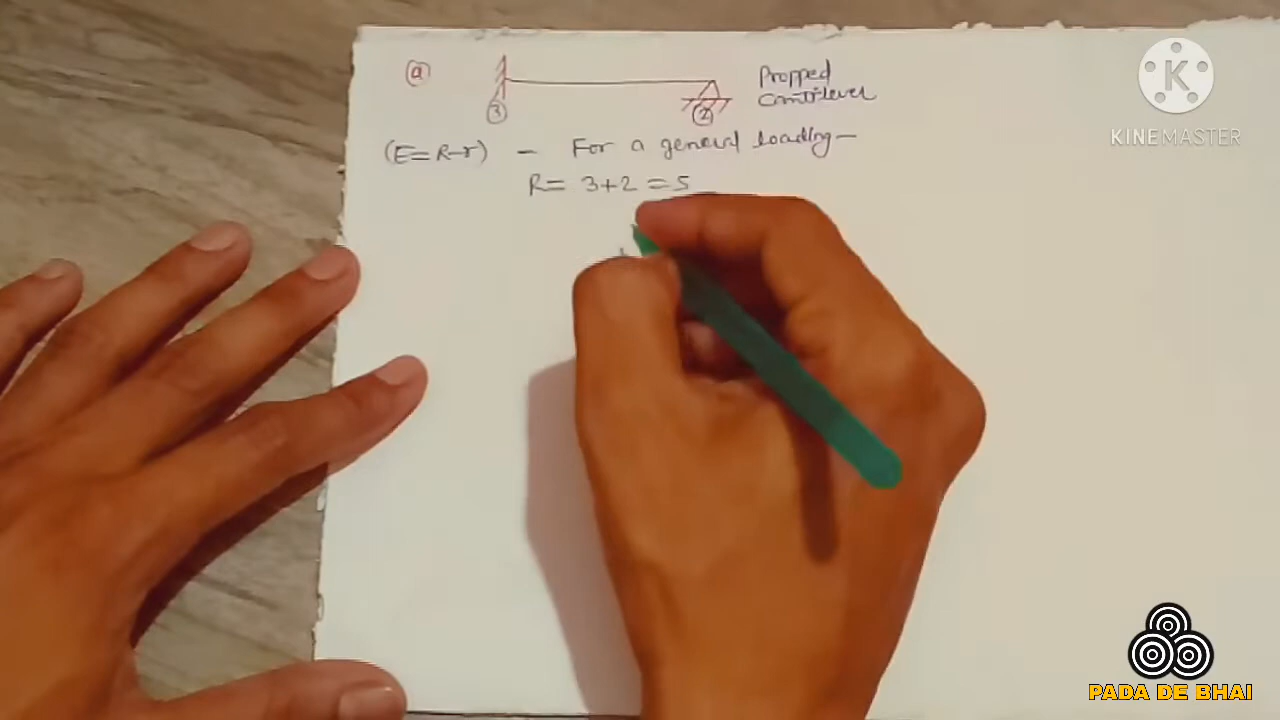 (a)
Propped
cantilever
(3)
(2)
(E=R-r) - For a general loading-
R= 3+2 =5
K
KINEMASTER
PADA DE BHAI